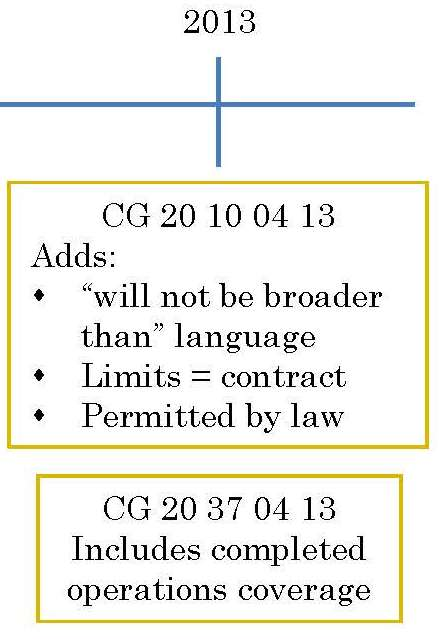 2013
CG 20 10 04 13
Adds:
⬧ “will not be broader
than” language
⬧ Limits = contract
⬧ Permitted by law
CG 20 37 04 13
Includes completed
operations coverage